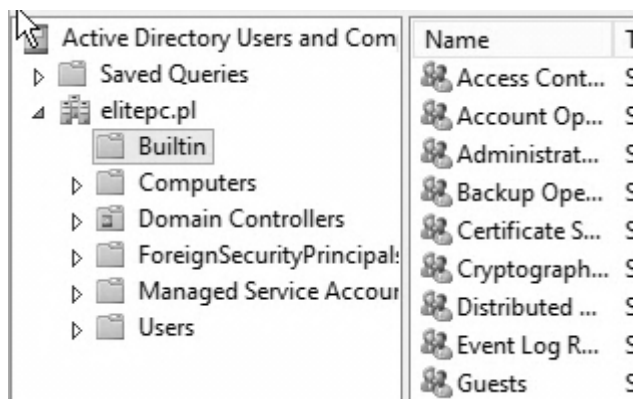 Active Directory Users and Com
Saved Queries
elitepc.pl
Builtin
Computers
Domain Controllers
ForeignSecurityPrincipals
Managed Service Accour
Users
Name
Access Cont...
Account Op...
Administrat...
Backup Ope...
Certificate S...
Cryptograph...
Distributed ...
Event Log R...
Guests